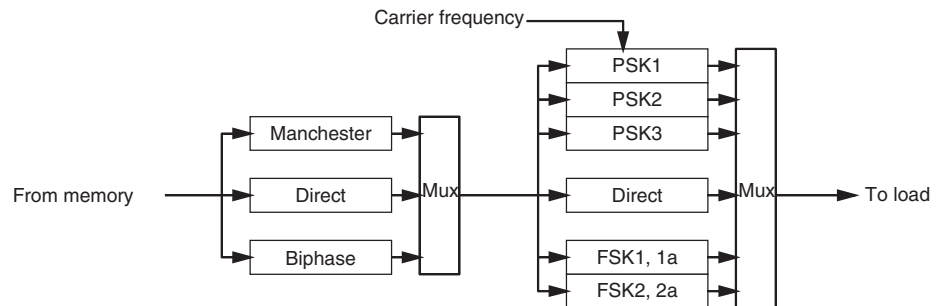 Carrier frequency
PSK1
PSK2
PSK3
Manchester
From memory
Direct
Mux
Direct
Mux
To load
Biphase
FSK1, 1a
FSK2, 2a